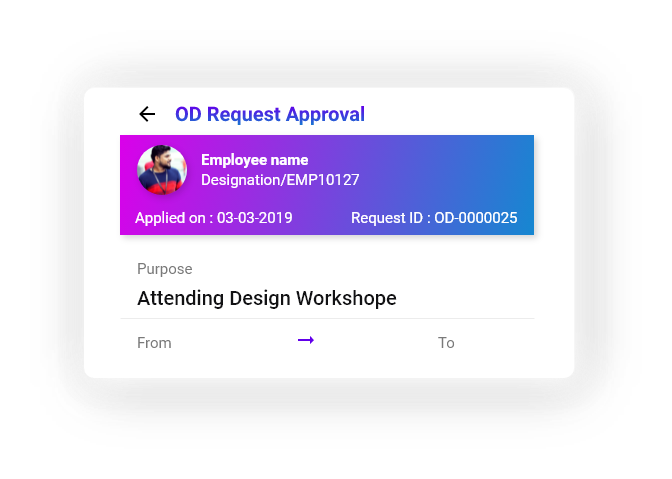 OD Request Approval
Employee name
Designation/EMP10127
Applied on : 03-03-2019 Request ID : OD-0000025
Purpose
Attending Design Workshope
From To